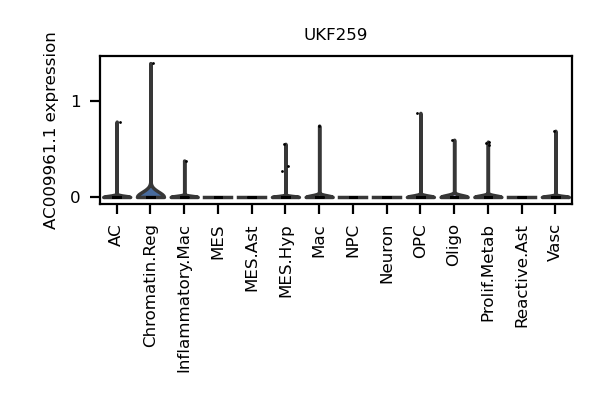 UKF259
AC009961.1 expression
1
0
AC
Chromatin.Reg
Inflammatory.Mac
MES
MES.Ast
MES.Hyp
Mac
NPC
Neuron
OPC
Oligo
Prolif.Metab
Reactive.Ast
Vasc